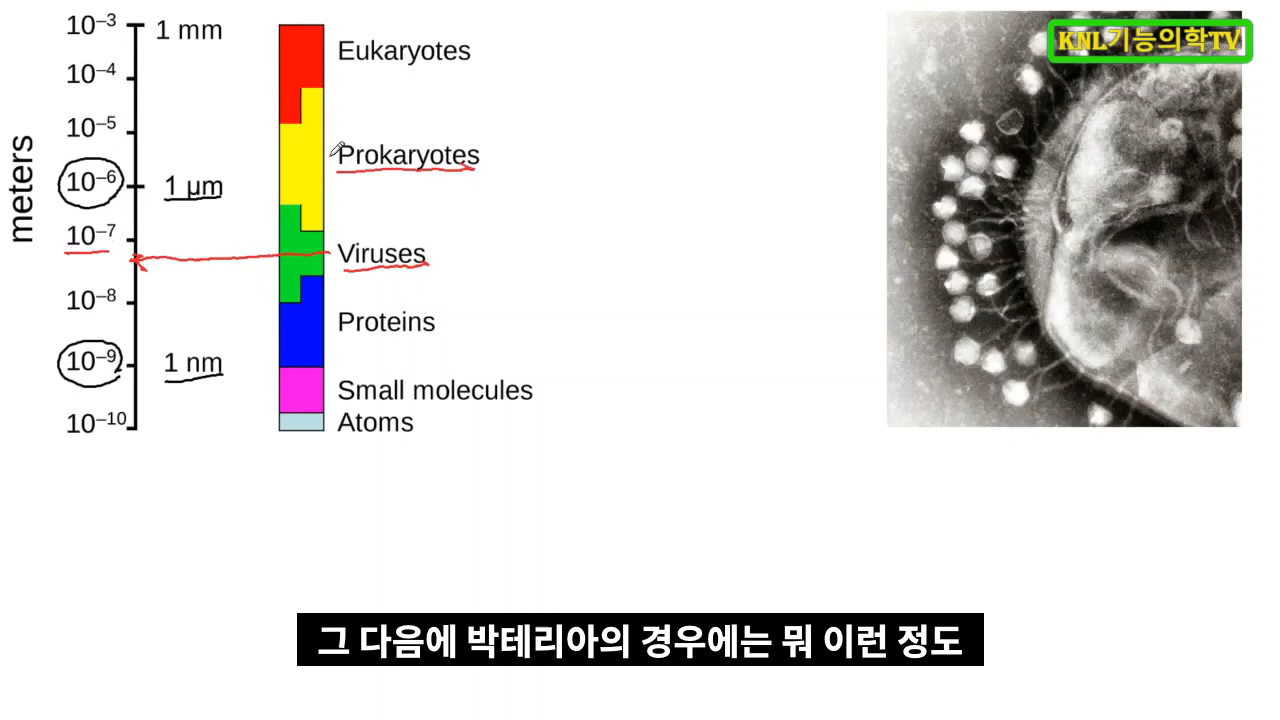 10⁻³
1 mm
10⁻⁴
10⁻⁵
10⁻⁶
1 µm
10⁻⁷
10⁻⁸
10⁻⁹
1 nm
10⁻¹⁰
meters
Eukaryotes
Prokaryotes
Viruses
Proteins
Small molecules
Atoms
KNL기능의학TV
그 다음에 박테리아의 경우에는 뭐 이런 정도